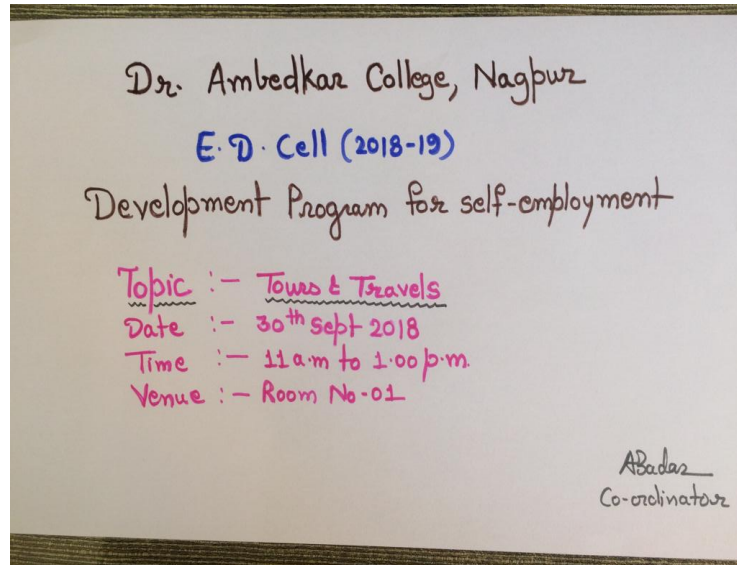 Dr. Ambedkar College, Nagpur
E.D. Cell (2018-19)
Development Program for self-employment
Topic :- Tours & Travels
Date :- 30th Sept 2018
Time :- 11 a.m to 1.00 p.m.
Venue :- Room No-01
ABadar
Co-ordinator